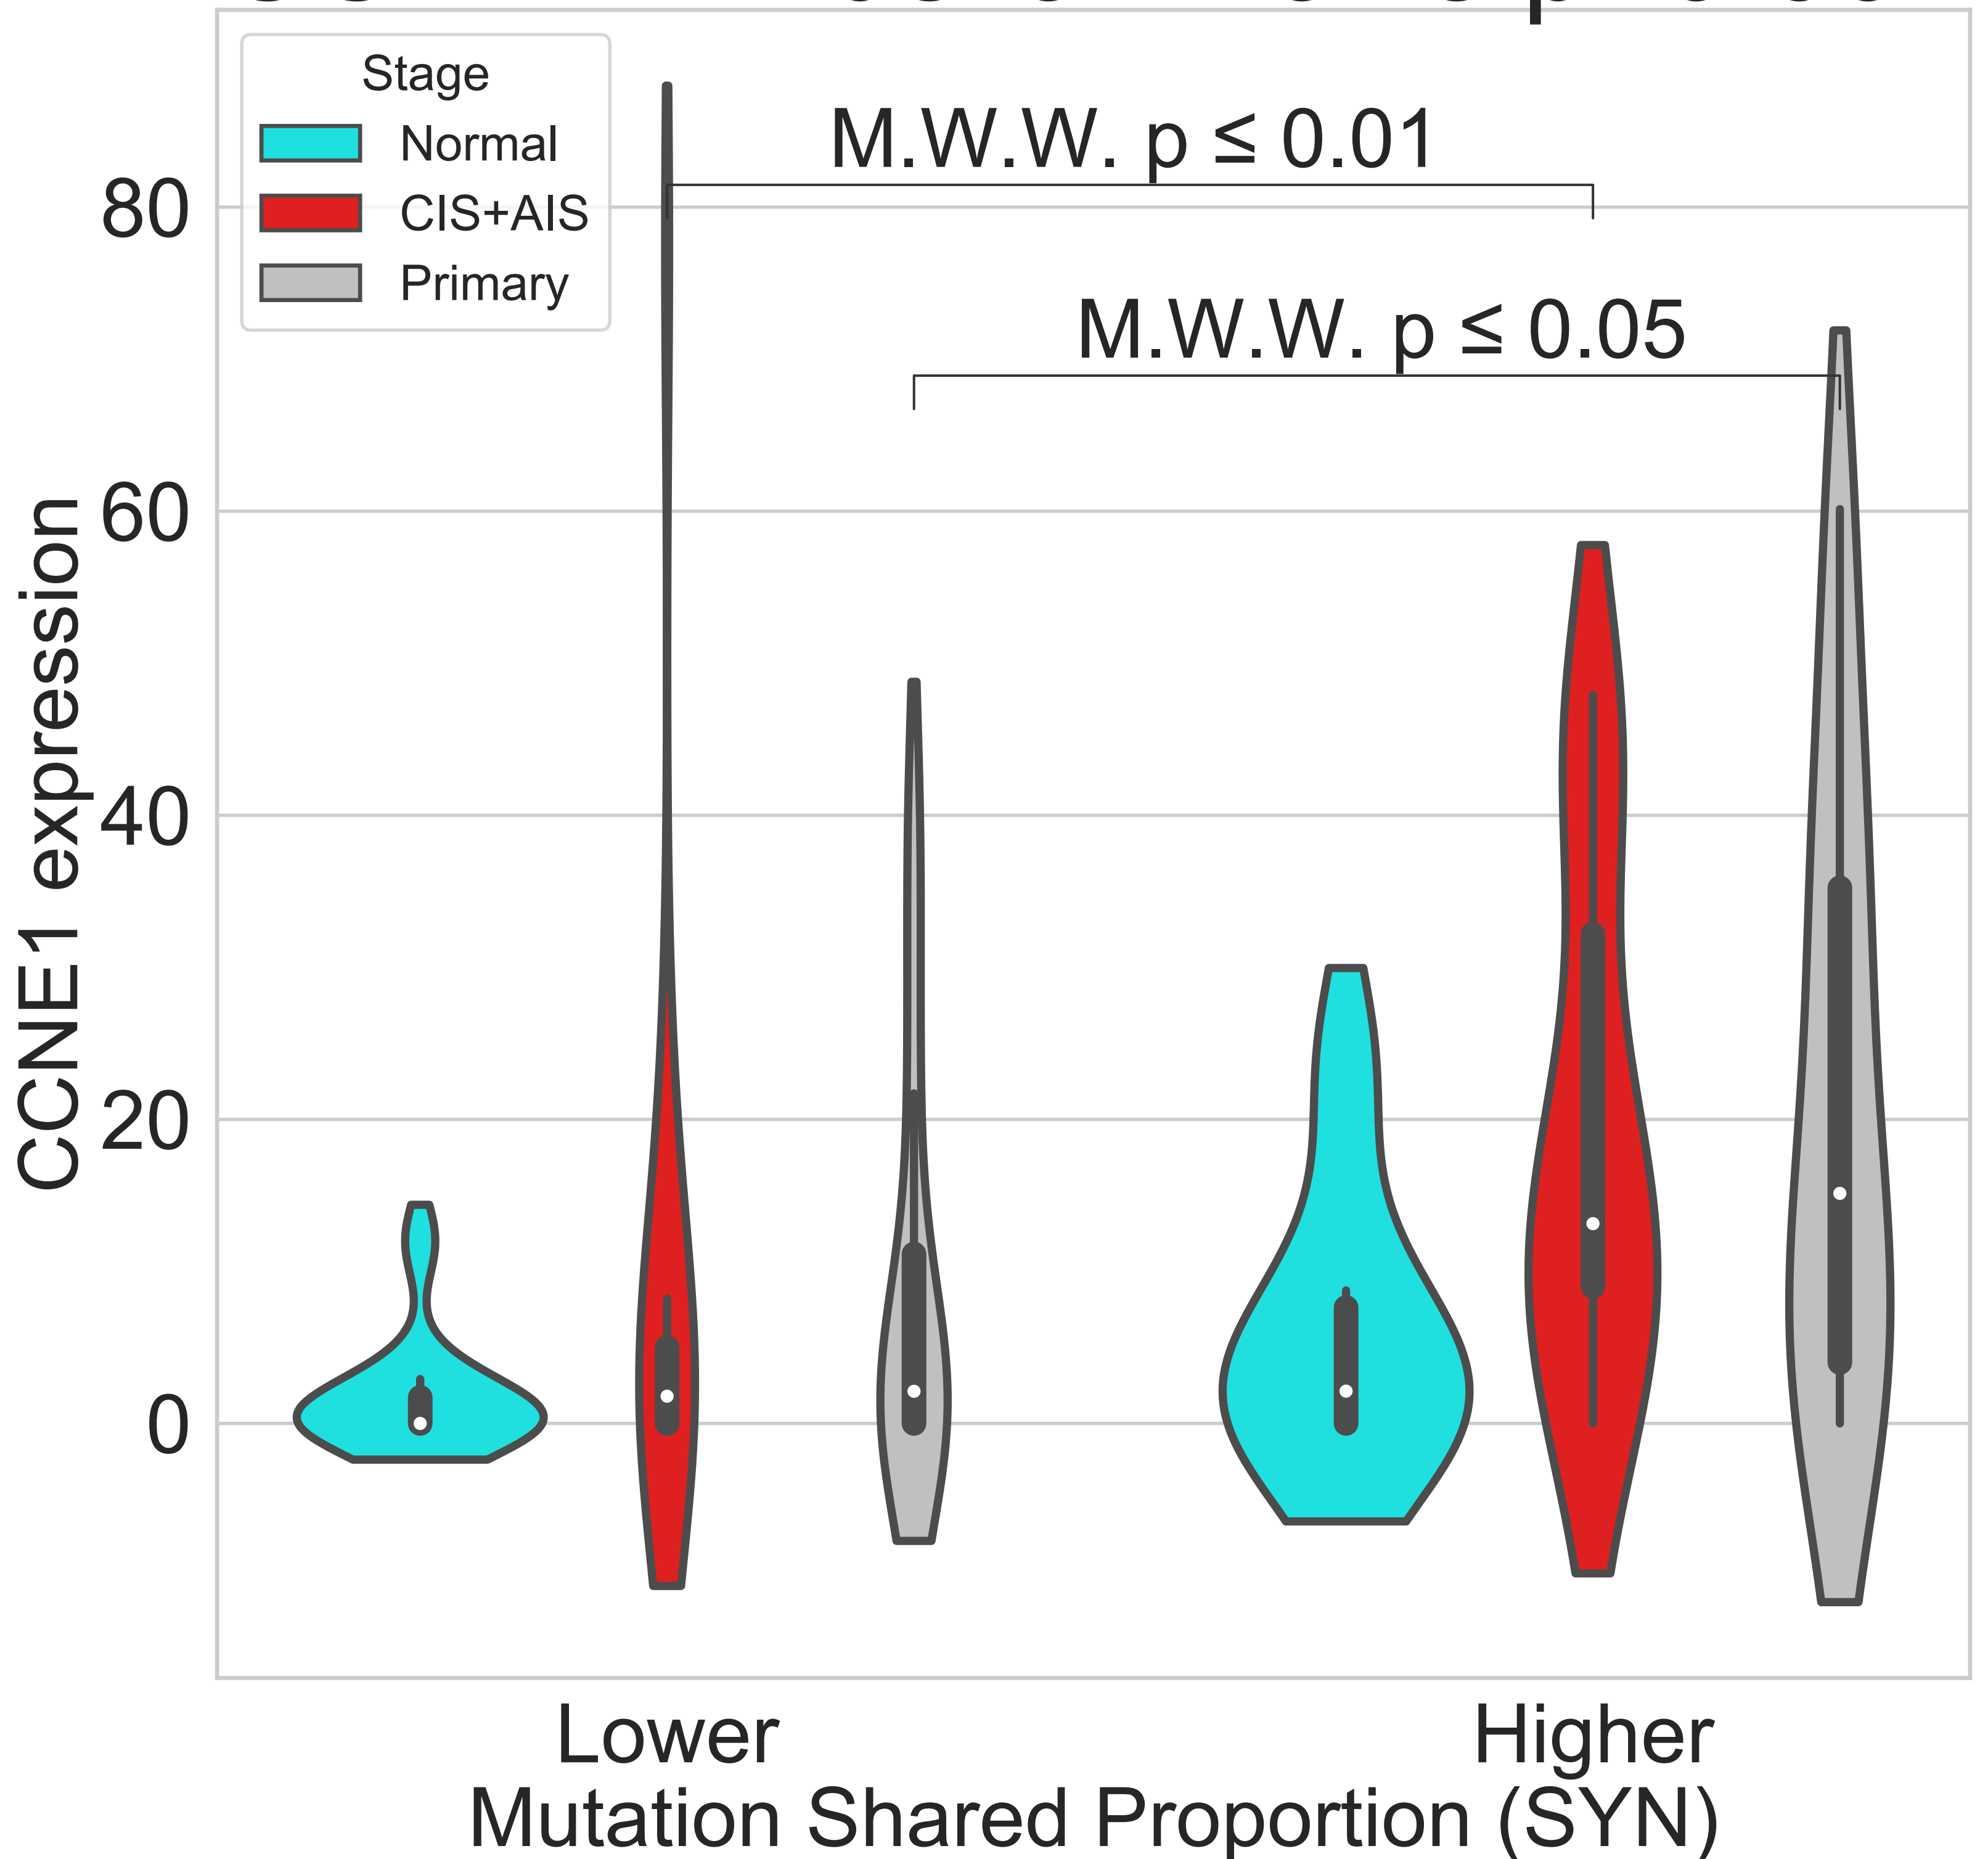 Stage
Normal
CIS+AIS
Primary
M.W.W. p ≤ 0.01
M.W.W. p ≤ 0.05
80
60
40
20
0
CCNE1 expression
Lower
Higher
Mutation Shared Proportion (SYN)